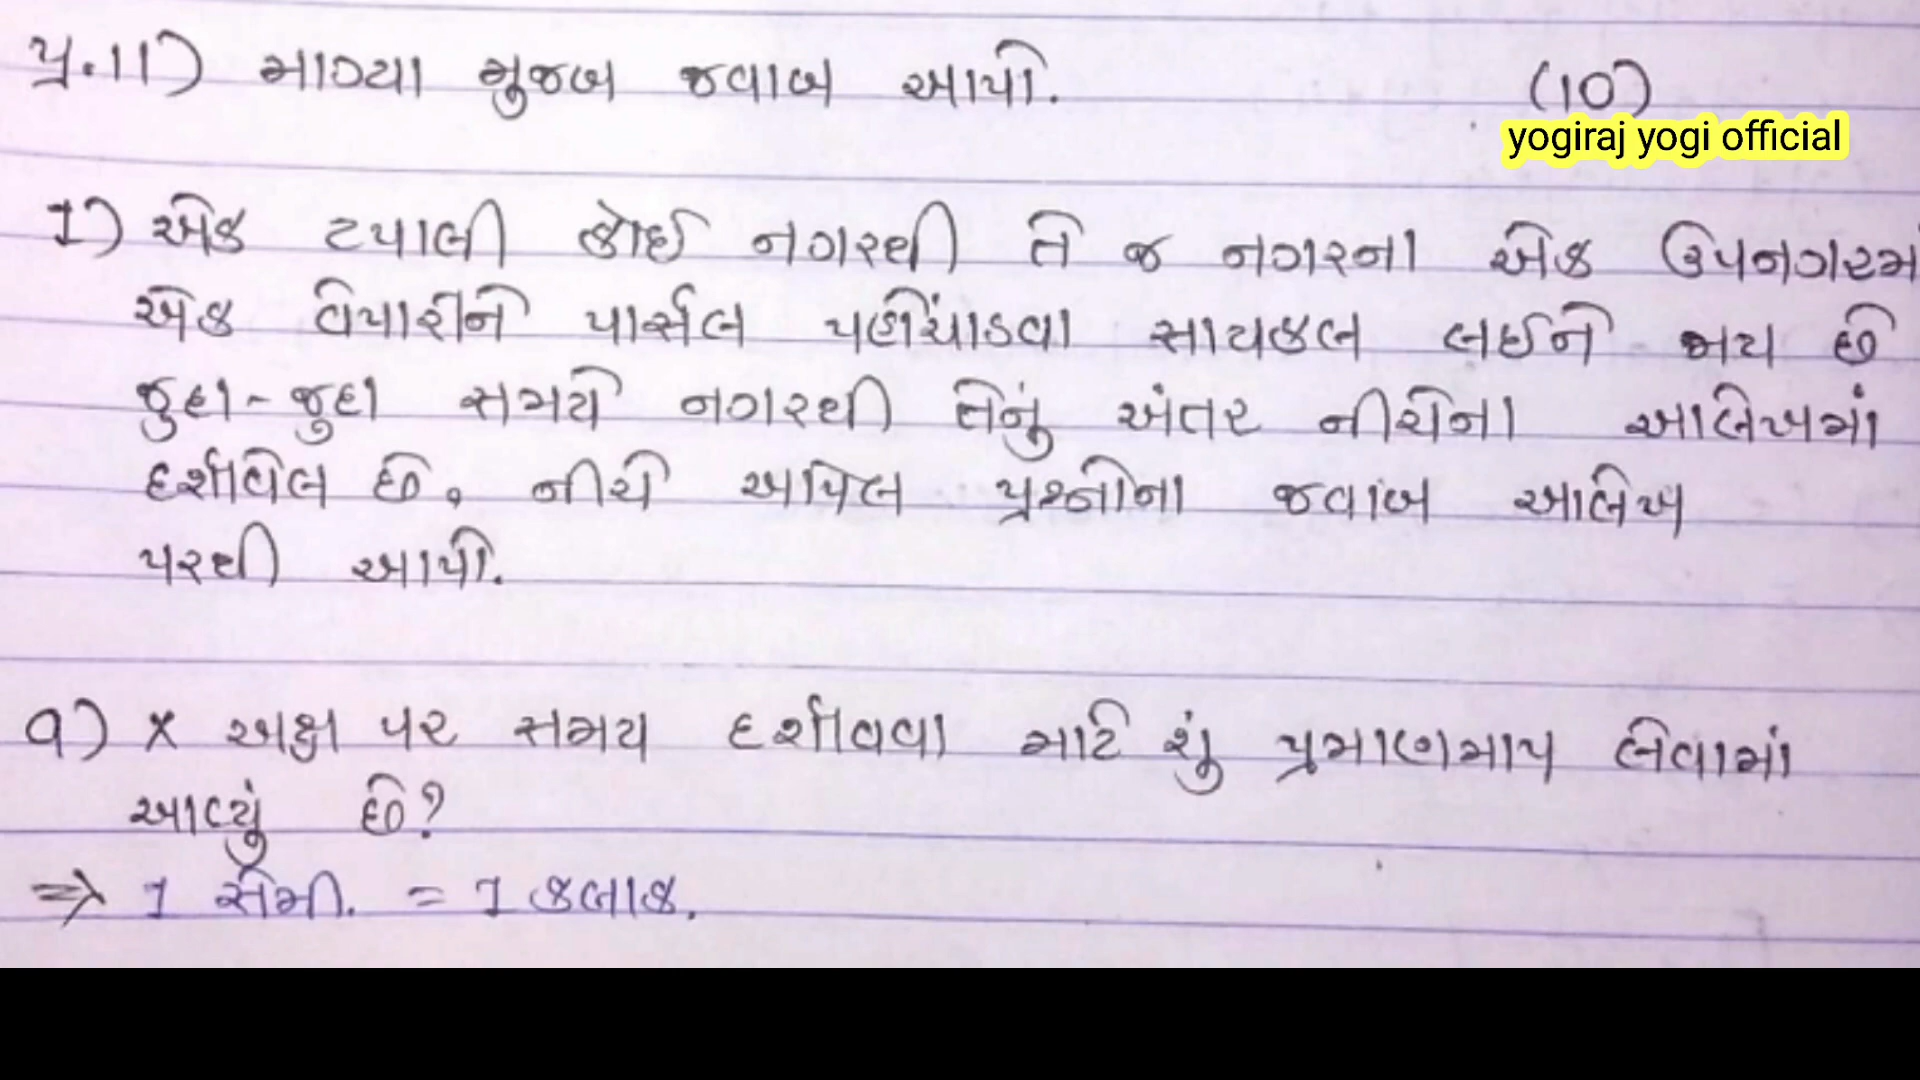 પ્ર.11) માગ્યા મુજબ જવાબ આપો. (10)
yogiraj yogi official
1) એક ટપાલી કોઈ નગરથી તે જ નગરના એક ઉપનગરમ
એક વેપારીને પાર્સલ પહોંચાડવા સાયકલ લઈને જાય છે
જુદા-જુદા સમયે નગરથી તેનું અંતર નીચેના આલેખમાં
દર્શાવેલ છે. નીચે આપેલ પ્રશ્નોના જવાબ આલેખ
પરથી આપો.
૧) x અક્ષ પર સમય દર્શાવવા માટે શું પ્રમાણમાપ લેવામાં
આવ્યું છે?
⇒ 1 સેમી. = 1 કલાક.